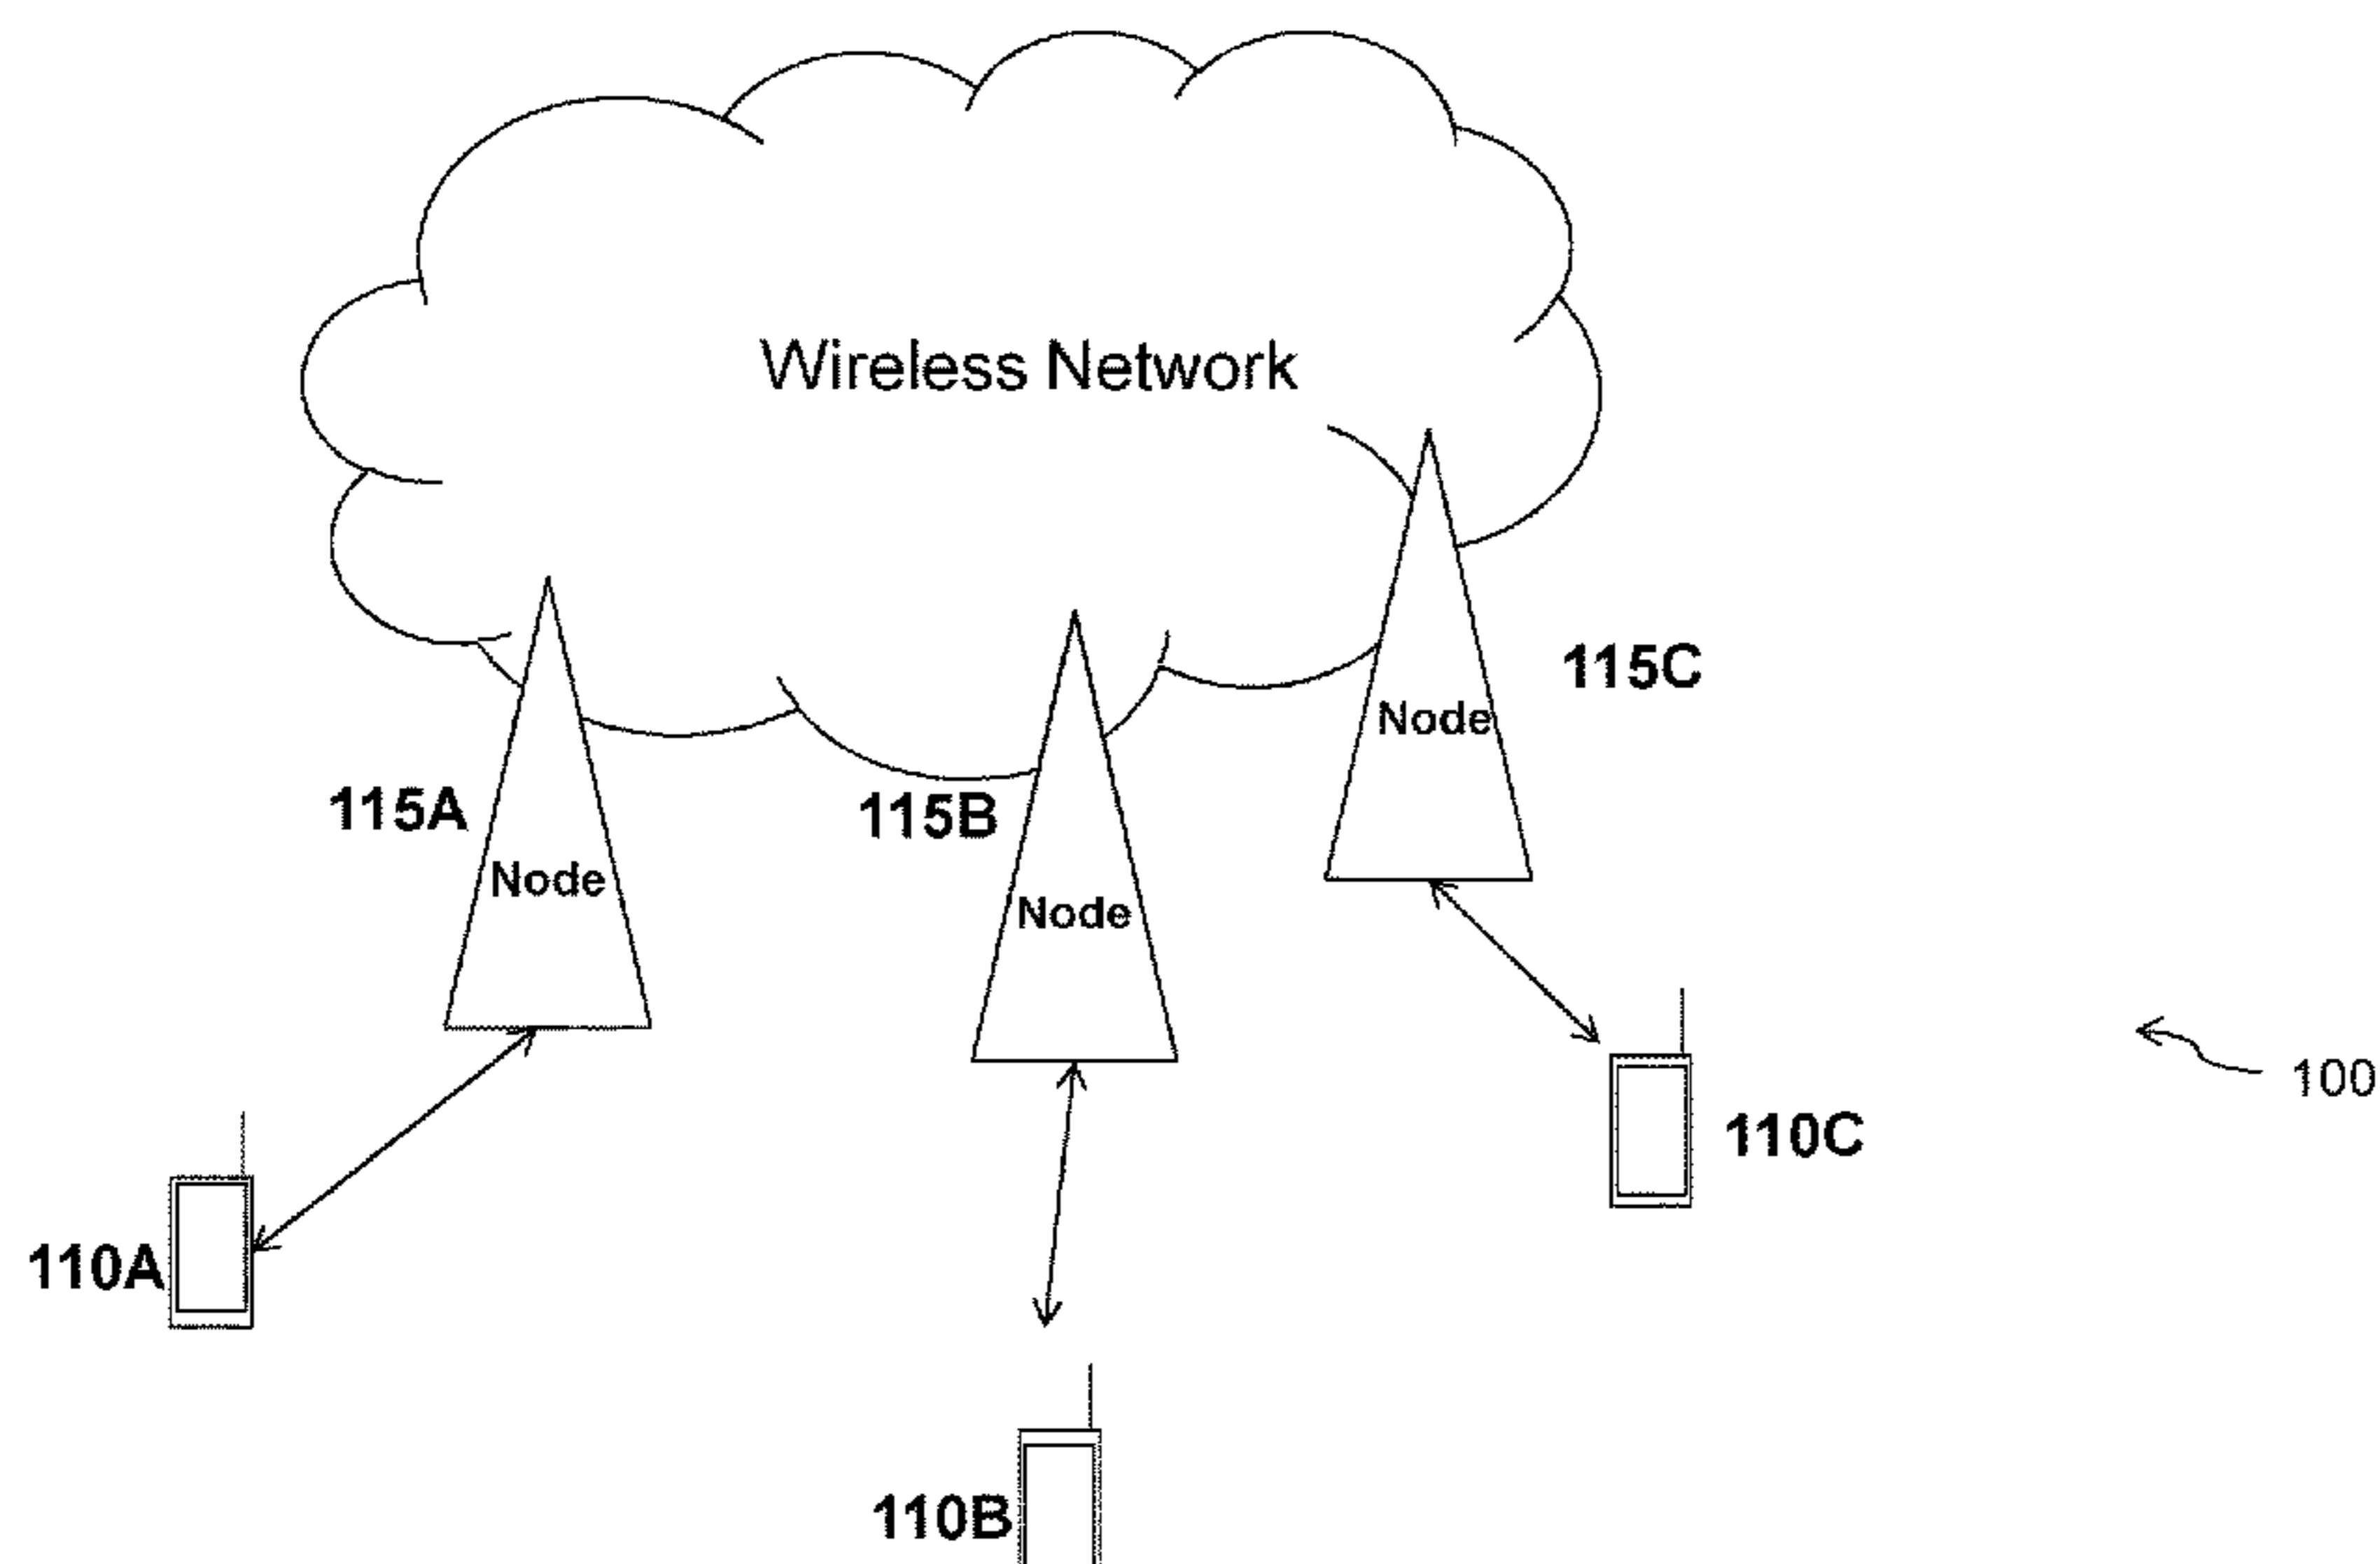 Wireless Network
115C
Node
115A
115B
Node
Node
100
110C
110A
110B